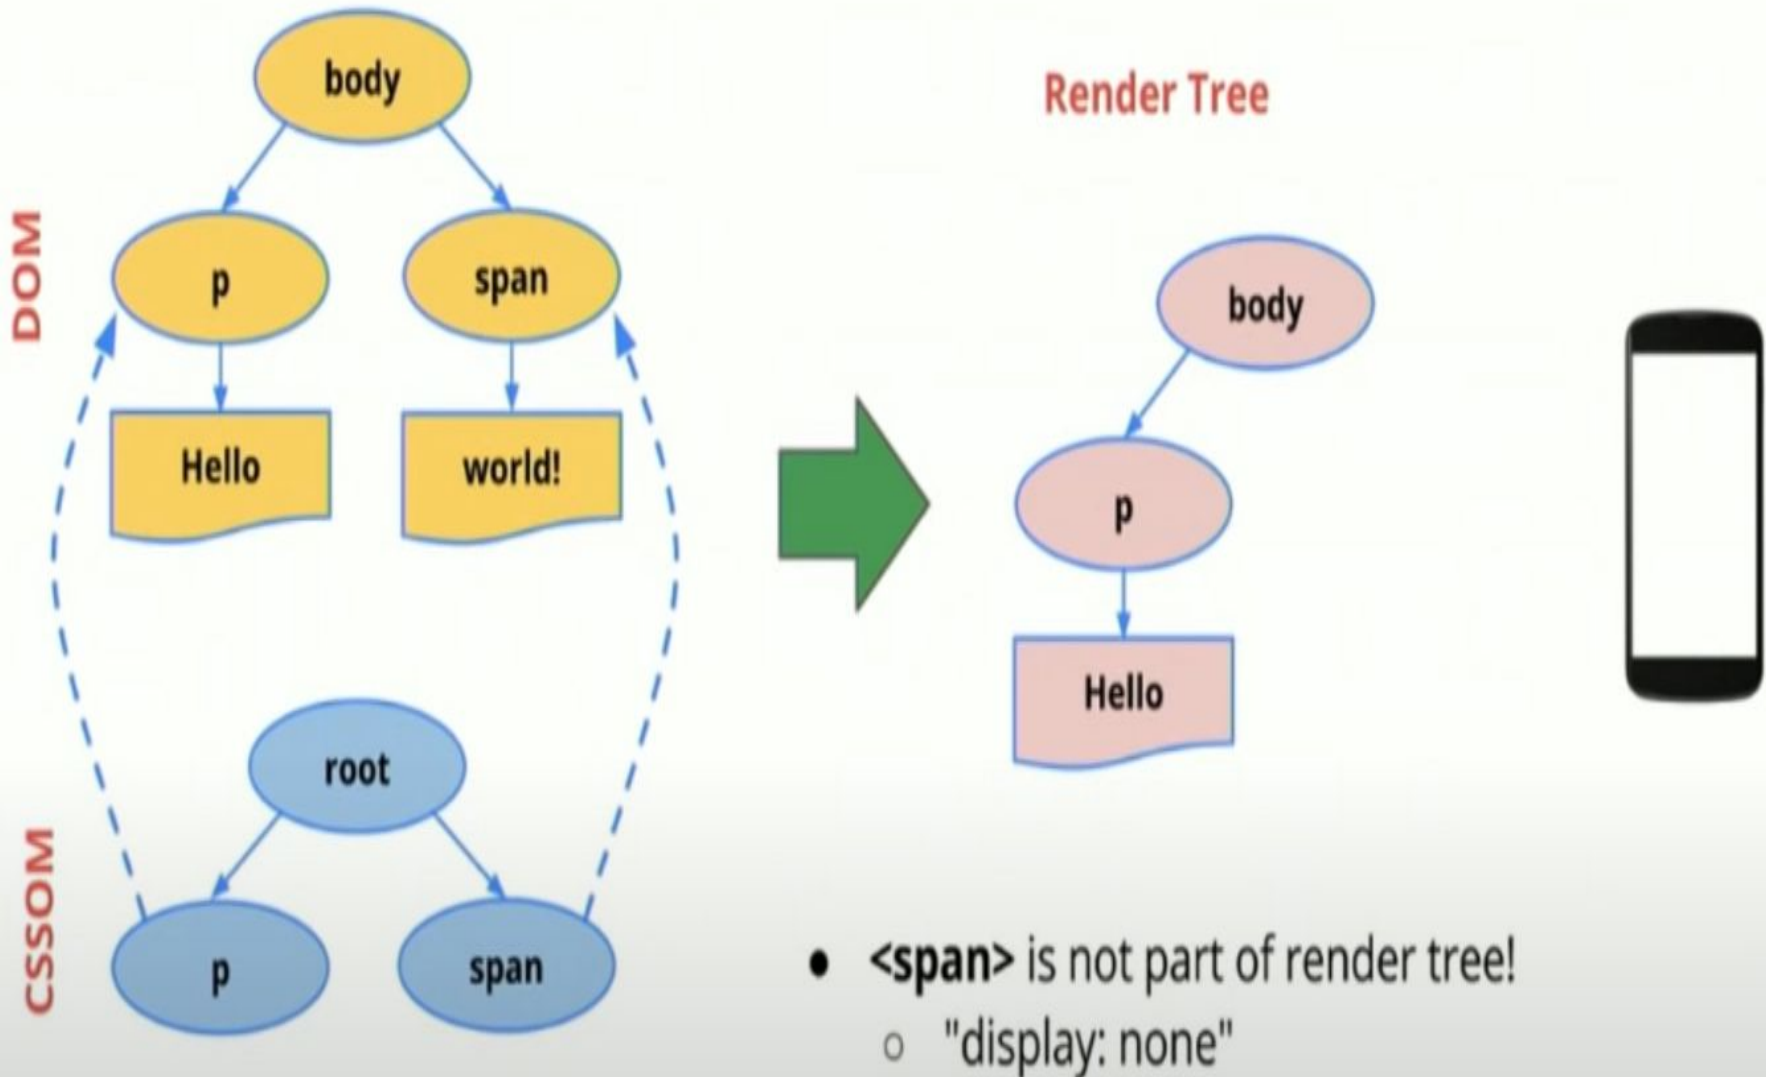 body
Render Tree
DOM
p
span
Hello
world!
body
p
Hello
root
CSSOM
p
span
<span> is not part of render tree!
"display: none"